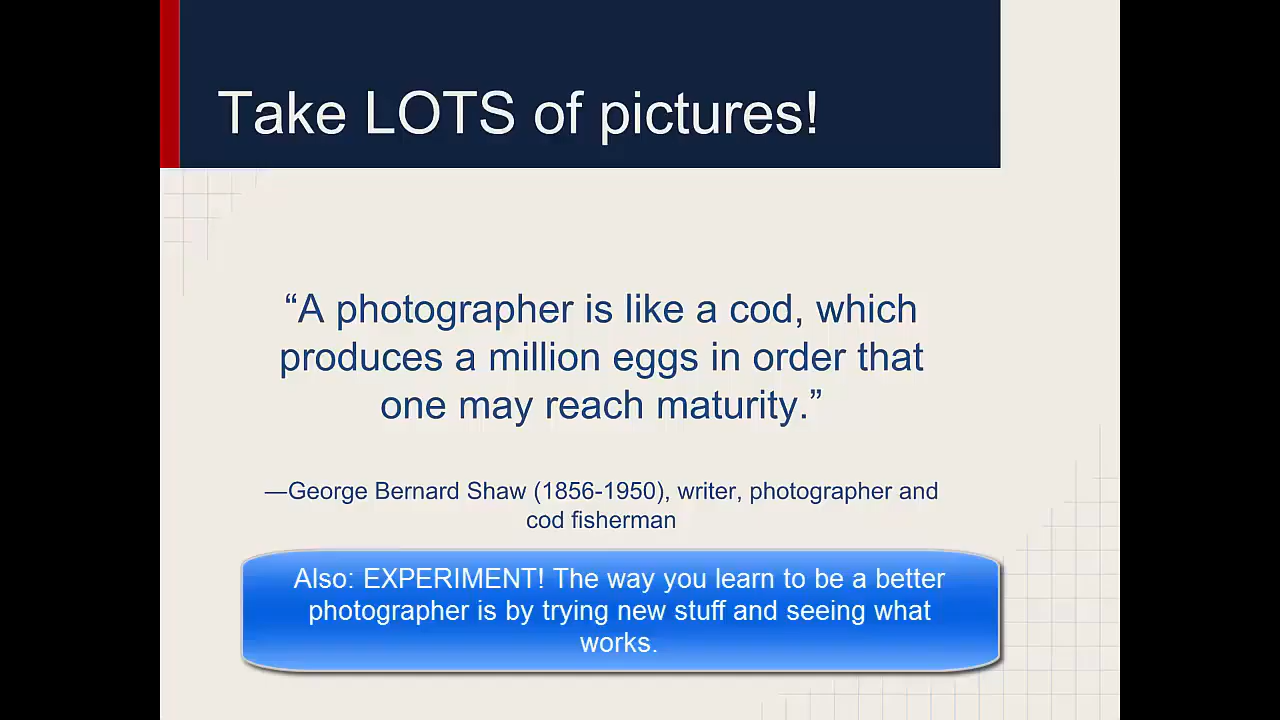 Take LOTS of pictures!
“A photographer is like a cod, which
produces a million eggs in order that
one may reach maturity.”
—George Bernard Shaw (1856-1950), writer, photographer and
cod fisherman
Also: EXPERIMENT! The way you learn to be a better
photographer is by trying new stuff and seeing what
works.